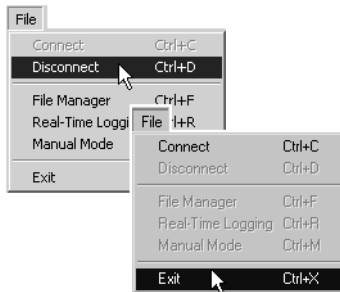 File
Connect Ctrl+C
Disconnect Ctrl+D
File Manager Ctrl+F
Real-Time Loggi
Manual Mode
Exit
File
Connect Ctrl+C
Disconnect Ctrl+D
File Manager Ctrl+F
Real-Time Logging Ctrl+R
Manual Mode Ctrl+M
Exit Ctrl+X